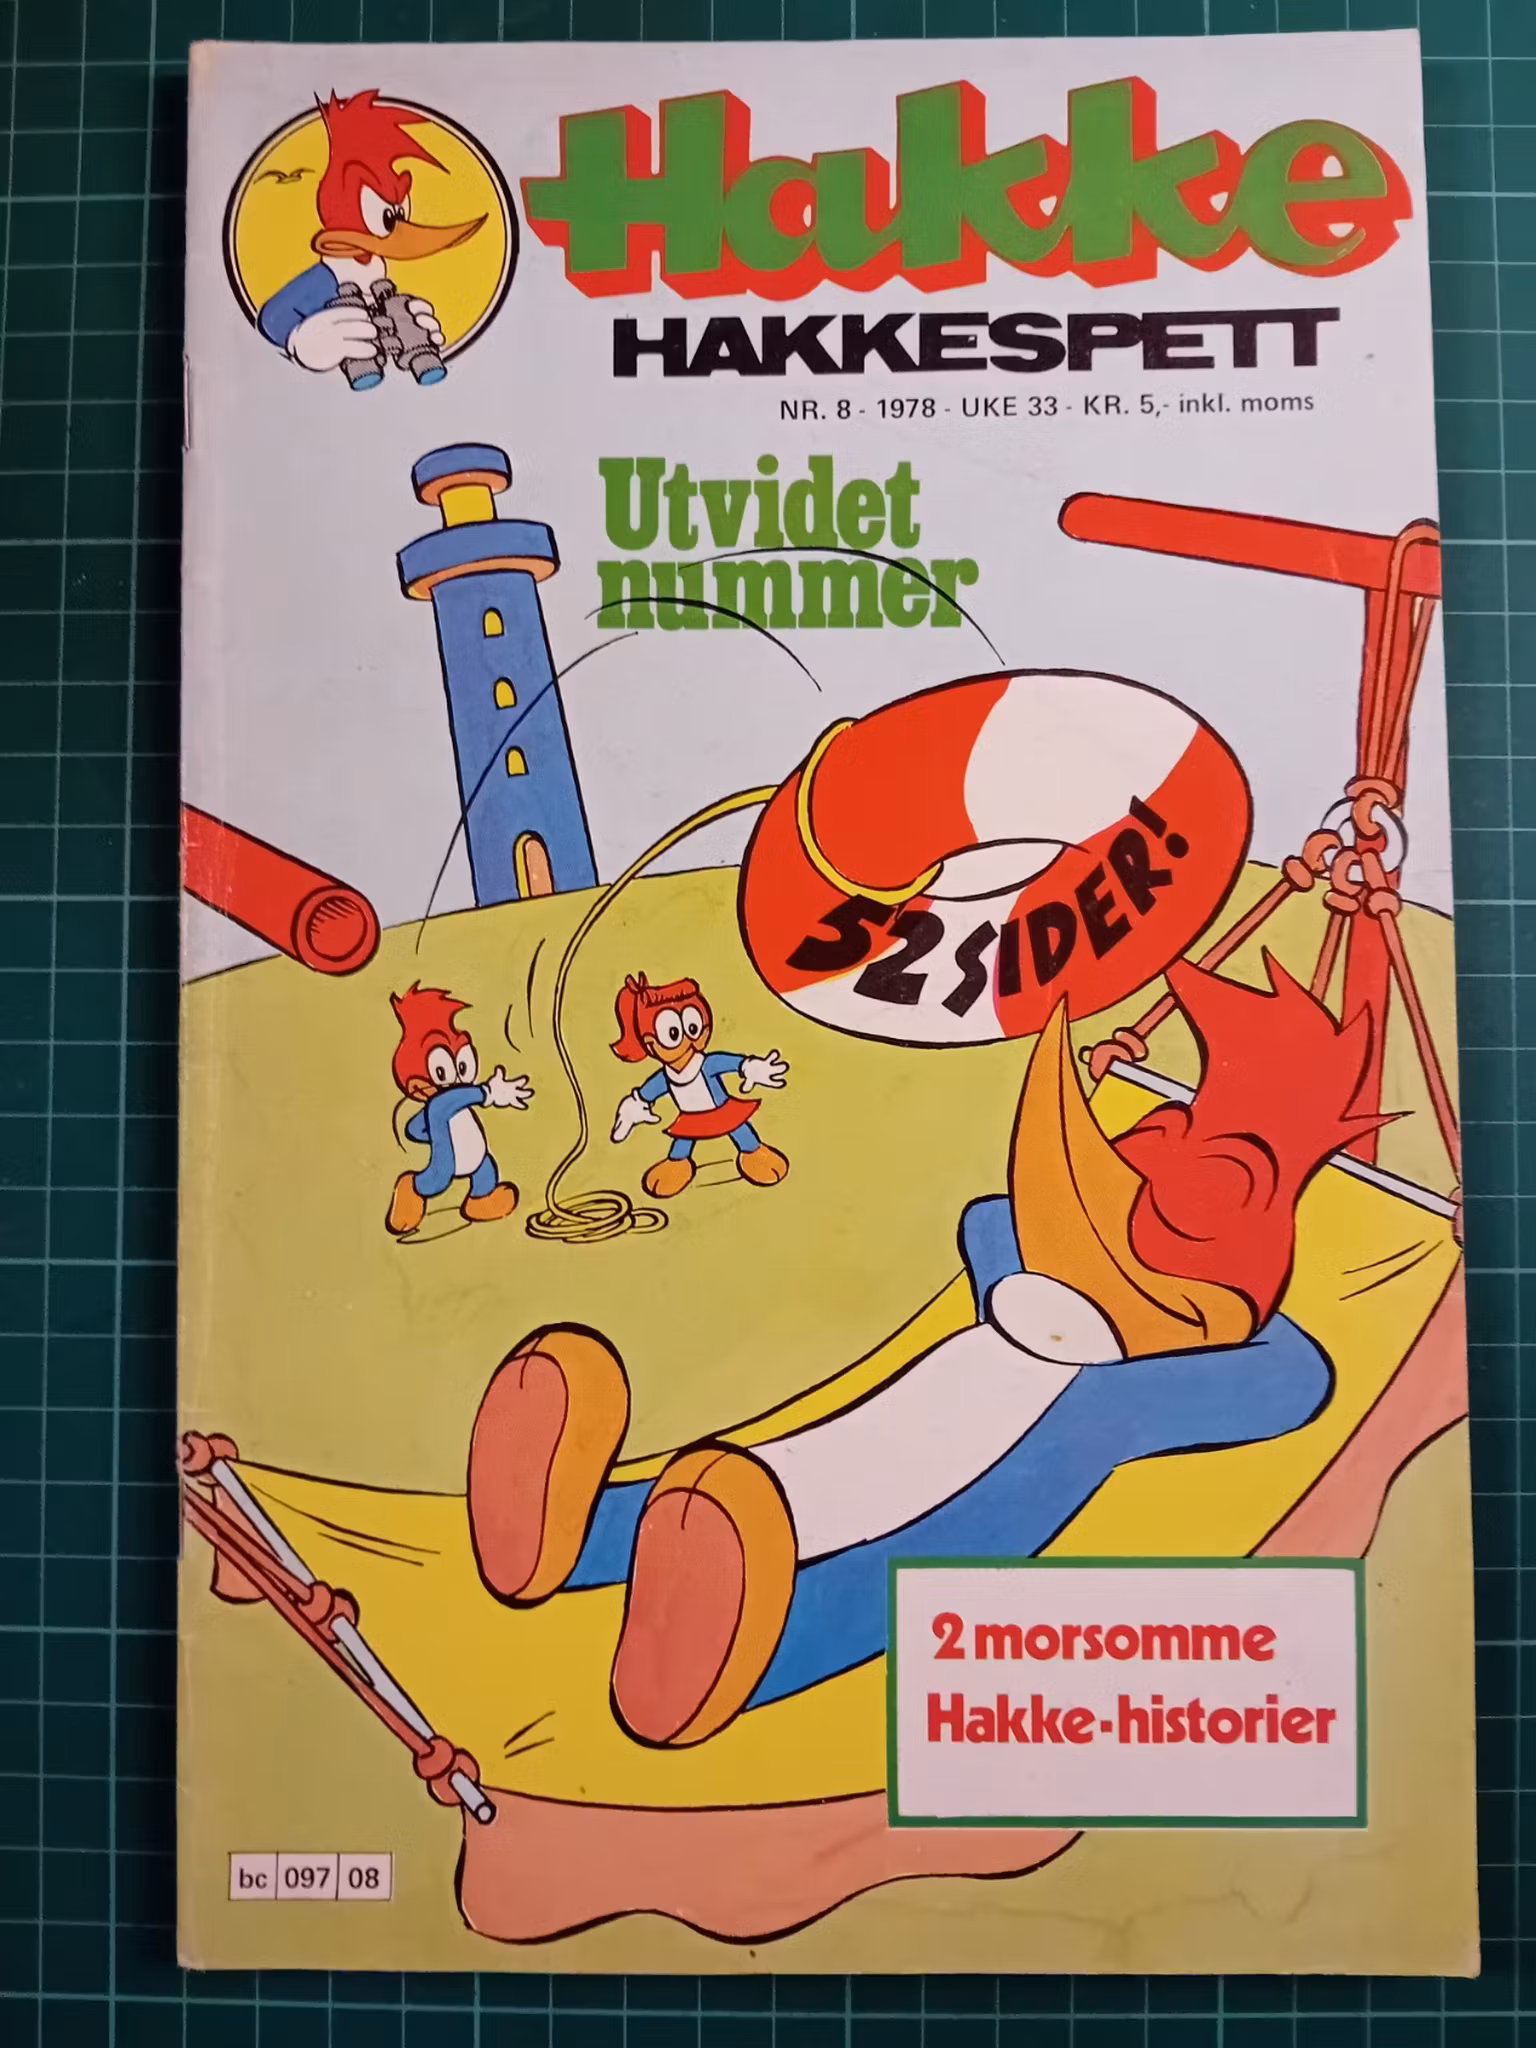 Hakke
HAKKESPETT
NR. 8 - 1978 - UKE 33 - KR. 5,- inkl. moms
Utvidet
nummer
52 SIDER!
2 morsomme
Hakke-historier
bc 097 08